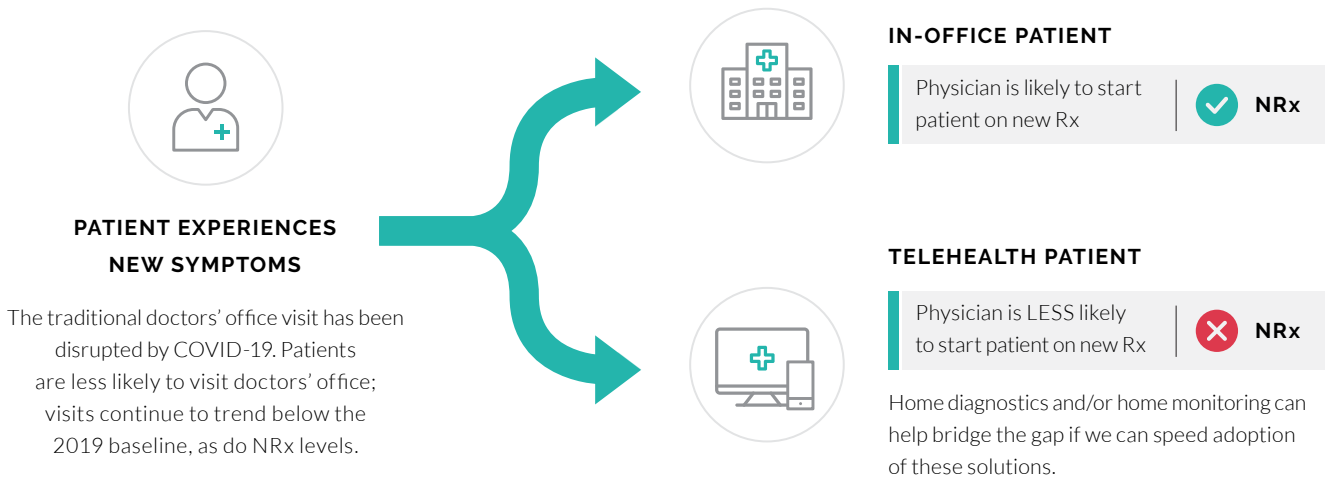 PATIENT EXPERIENCES
NEW SYMPTOMS
The traditional doctors’ office visit has been
disrupted by COVID-19. Patients
are less likely to visit doctors’ office;
visits continue to trend below the
2019 baseline, as do NRx levels.
IN-OFFICE PATIENT
Physician is likely to start
patient on new Rx
NRx
TELEHEALTH PATIENT
Physician is LESS likely
to start patient on new Rx
NRx
Home diagnostics and/or home monitoring can
help bridge the gap if we can speed adoption
of these solutions.